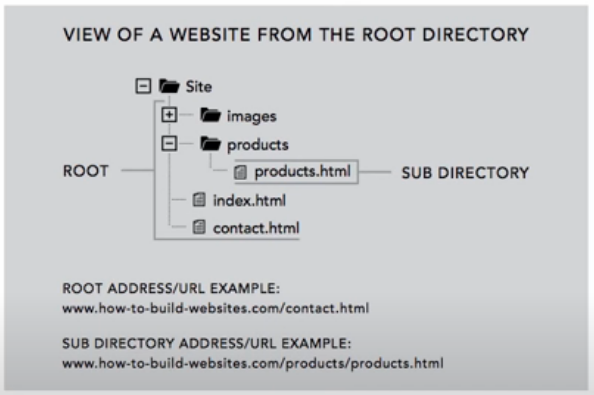 VIEW OF A WEBSITE FROM THE ROOT DIRECTORY
Site
images
products
ROOT
products.html
SUB DIRECTORY
index.html
contact.html
ROOT ADDRESS/URL EXAMPLE:
www.how-to-build-websites.com/contact.html
SUB DIRECTORY ADDRESS/URL EXAMPLE:
www.how-to-build-websites.com/products/products.html